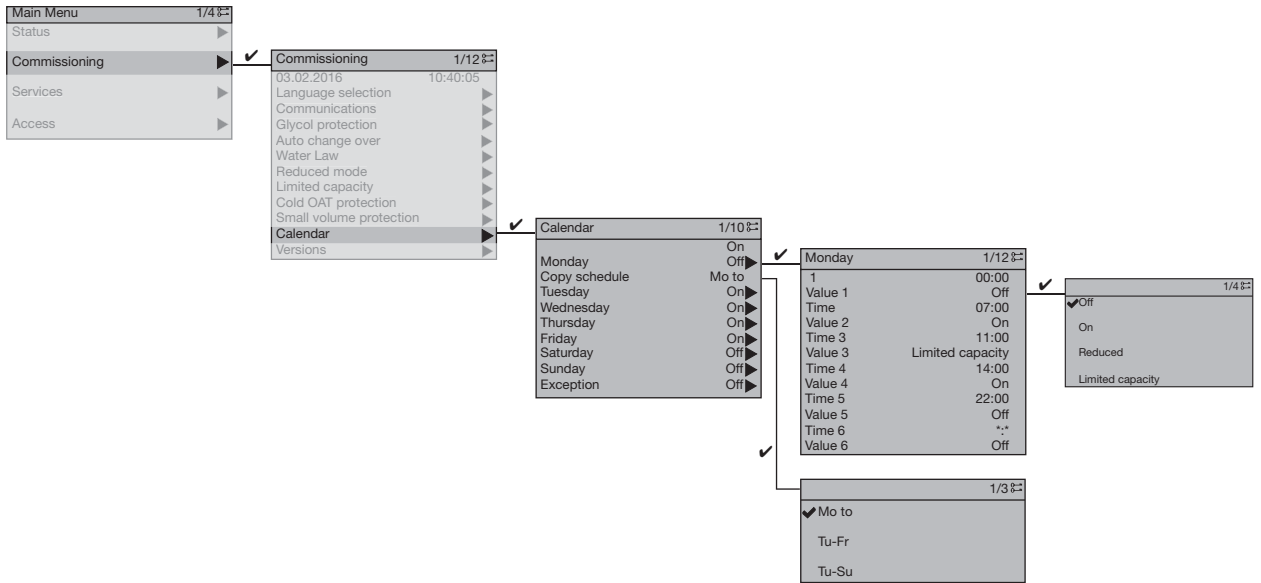 Main Menu 1/4
Status
Commissioning
Services
Access
Commissioning 1/12
03.02.2016 10:40:05
Language selection
Communications
Glycol protection
Auto change over
Water Law
Reduced mode
Limited capacity
Cold OAT protection
Small volume protection
Calendar
Versions
Calendar 1/10
On
Monday Off
Copy schedule Mo to
Tuesday On
Wednesday On
Thursday On
Friday On
Saturday Off
Sunday Off
Exception Off
Monday 1/12
1 00:00
Value 1 Off
Time 07:00
Value 2 On
Time 3 11:00
Value 3 Limited capacity
Time 4 14:00
Value 4 On
Time 5 22:00
Value 5 Off
Time 6 *:*
Value 6 Off
1/4
Off
On
Reduced
Limited capacity
1/3
Mo to
Tu-Fr
Tu-Su